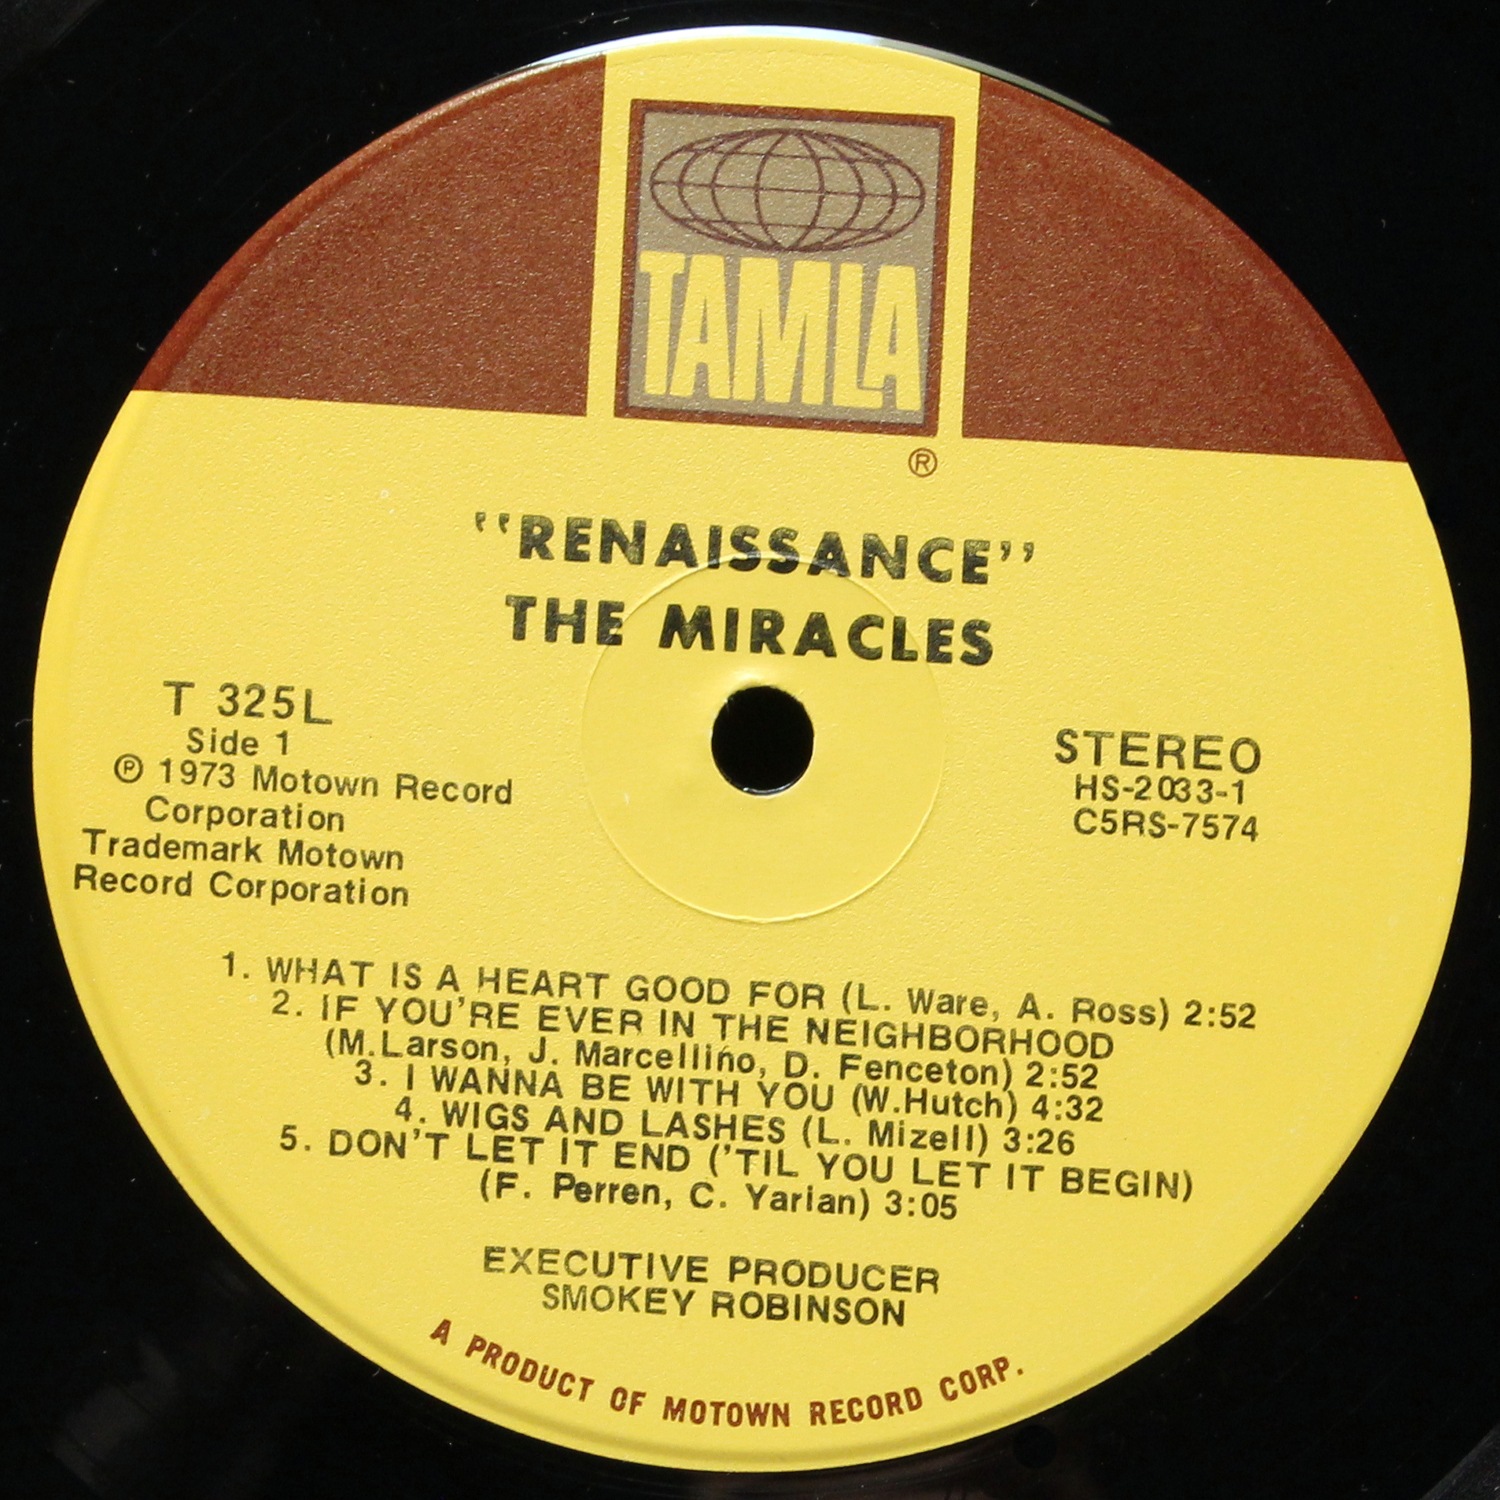 TAMLA
®
"RENAISSANCE"
THE MIRACLES
T 325L
Side 1
℗ 1973 Motown Record
Corporation
Trademark Motown
Record Corporation
STEREO
HS-2033-1
C5RS-7574
1. WHAT IS A HEART GOOD FOR (L. Ware, A. Ross) 2:52
2. IF YOU'RE EVER IN THE NEIGHBORHOOD
(M.Larson, J. Marcellino, D. Fenceton) 2:52
3. I WANNA BE WITH YOU (W.Hutch) 4:32
4. WIGS AND LASHES (L. Mizell) 3:26
5. DON'T LET IT END ('TIL YOU LET IT BEGIN)
(F. Perren, C. Yarian) 3:05
EXECUTIVE PRODUCER
SMOKEY ROBINSON
A PRODUCT OF MOTOWN RECORD CORP.